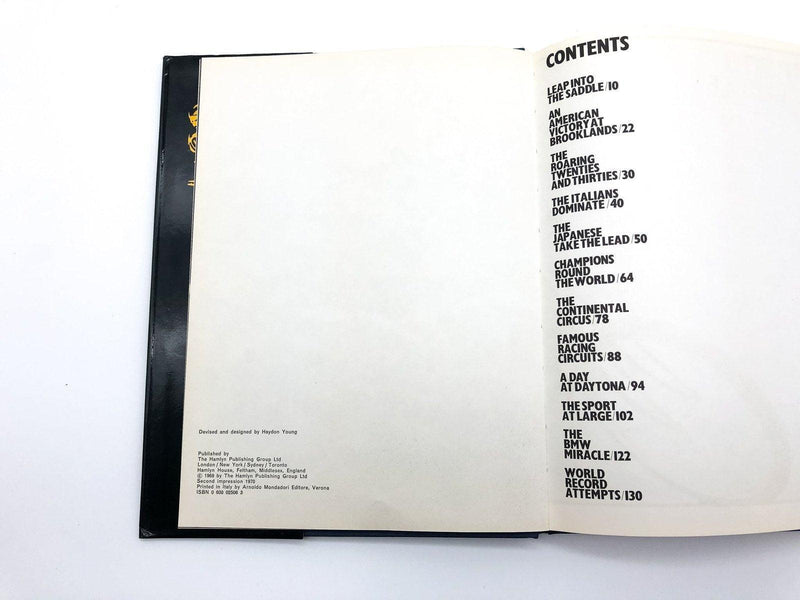 Devised and designed by Haydon Young
Published by
The Hamlyn Publishing Group Ltd
London / New York / Sydney / Toronto
Hamlyn House, Feltham, Middlesex, England
© 1968 by The Hamlyn Publishing Group Ltd
Second impression 1970
Printed in Italy by Arnoldo Mondadori Editore, Verona
ISBN 0 600
CONTENTS
LEAP INTO
THE SADDLE/10
AN
AMERICAN
VICTORY AT
BROOKLANDS/22
THE
ROARING
TWENTIES
AND THIRTIES/30
THE ITALIANS
DOMINATE/40
THE
JAPANESE
TAKE THE LEAD/50
CHAMPIONS
ROUND
THE WORLD/64
THE
CONTINENTAL
CIRCUS/78
FAMOUS
RACING
CIRCUITS/88
A DAY
AT DAYTONA/94
THE SPORT
AT LARGE/102
THE
BMW
MIRACLE/122
WORLD
RECORD
ATTEMPTS/130